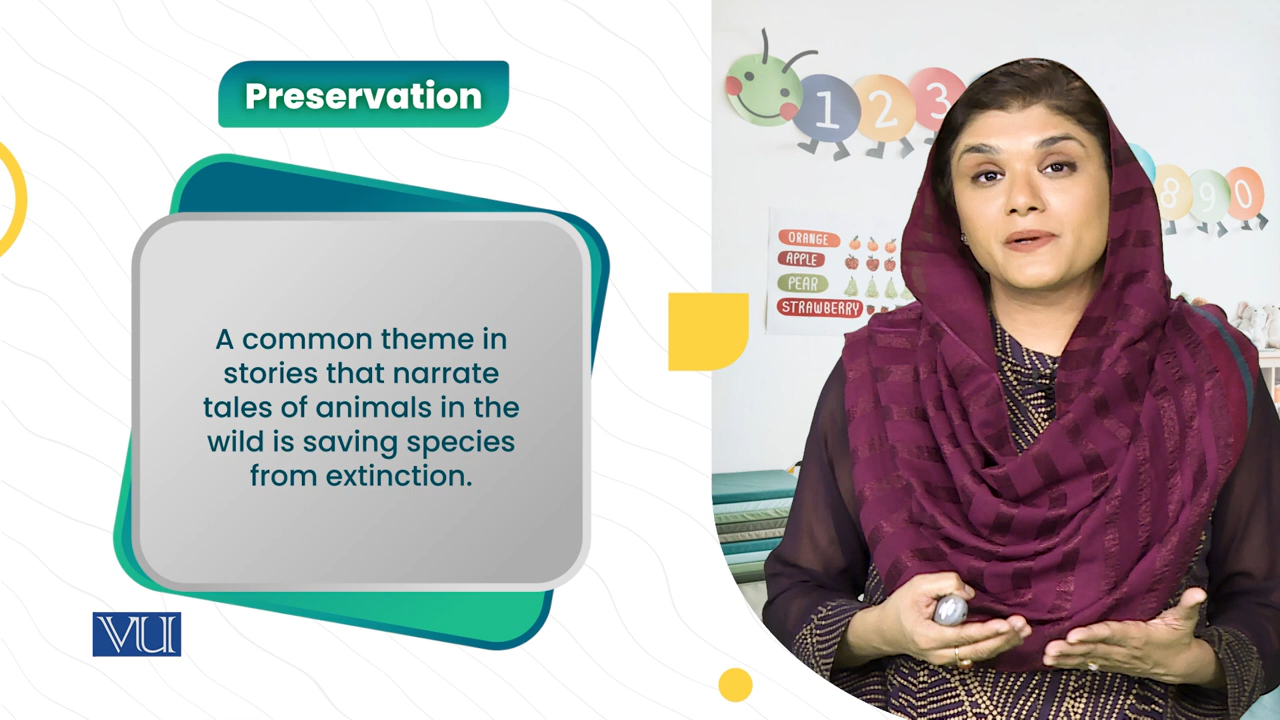 Preservation
A common theme in
stories that narrate
tales of animals in the
wild is saving species
from extinction.
VU
1 2 3
8 9 0
ORANGE
APPLE
PEAR
STRAWBERRY